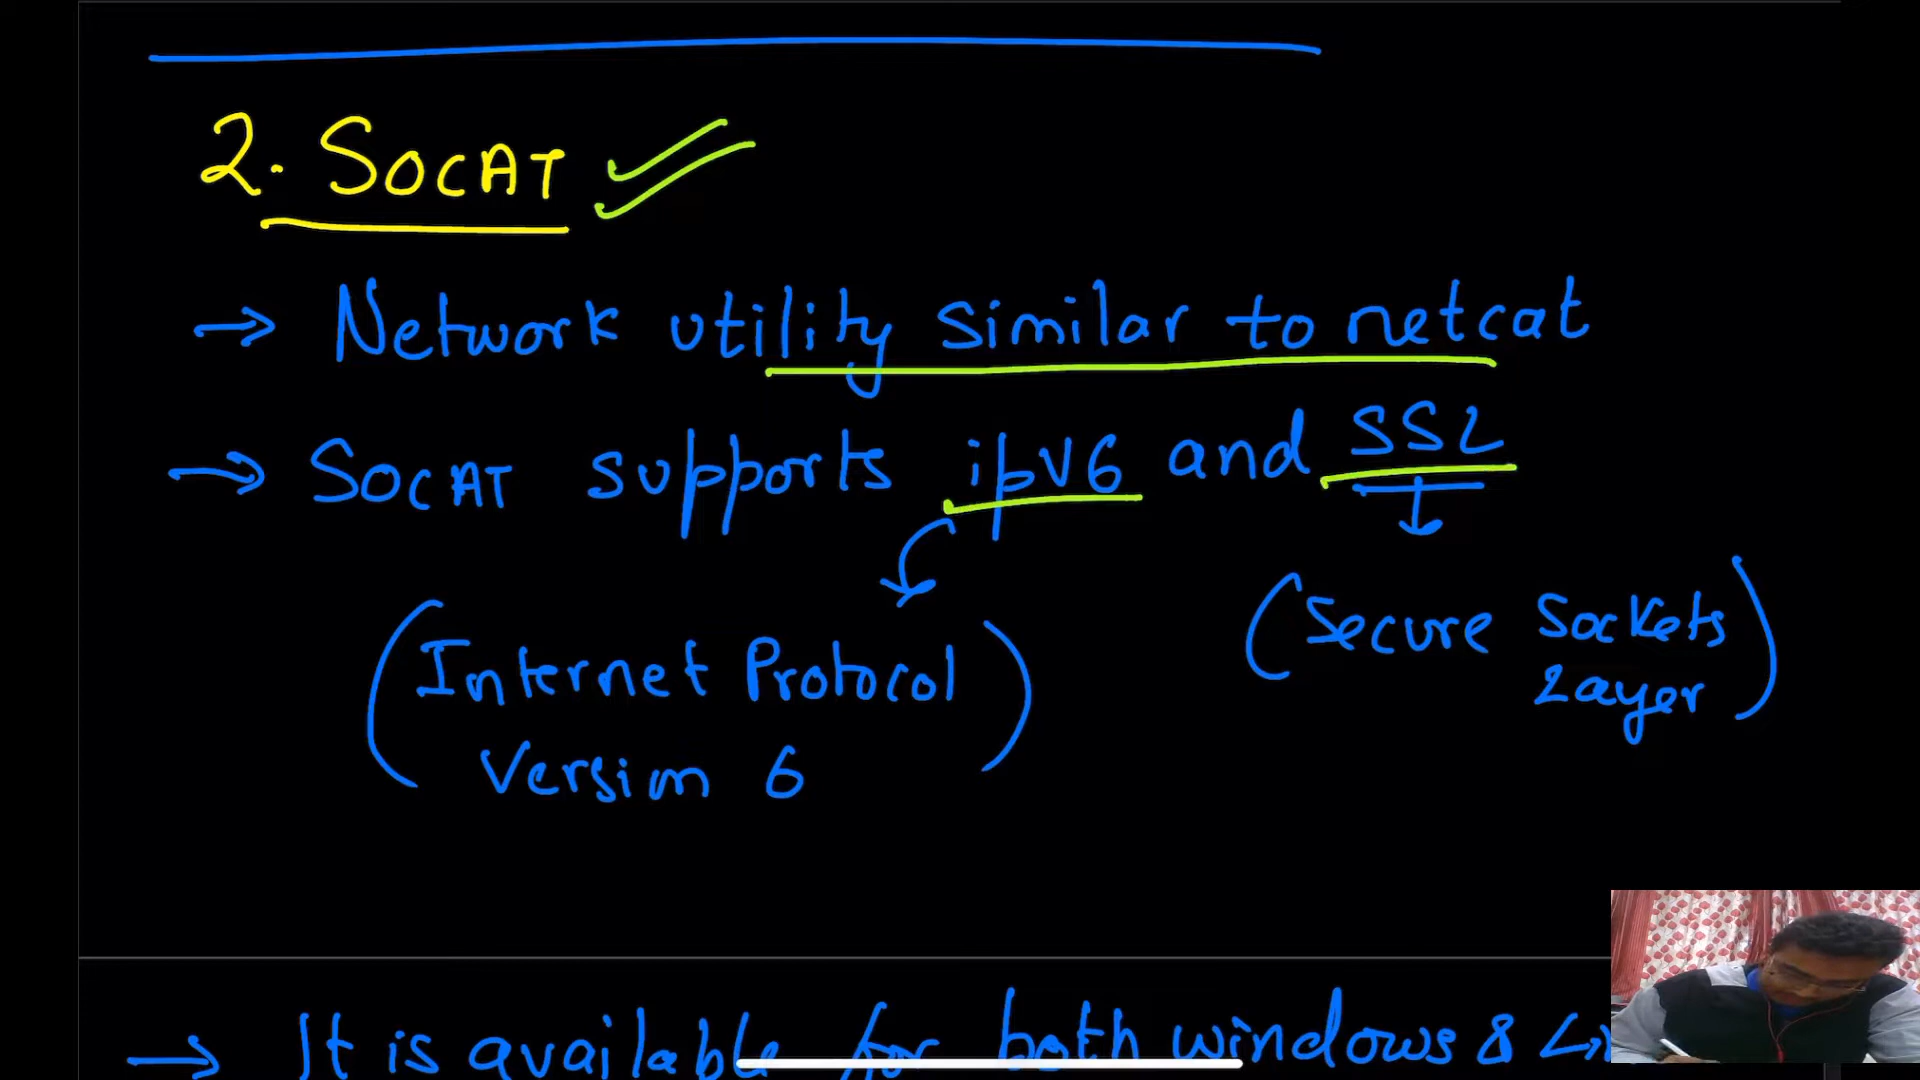 2. SOCAT
→ Network utility similar to netcat
→ SOCAT supports ipv6 and SSL
(Internet Protocol Version 6)
(Secure Sockets Layer)
→ It is available for both windows &